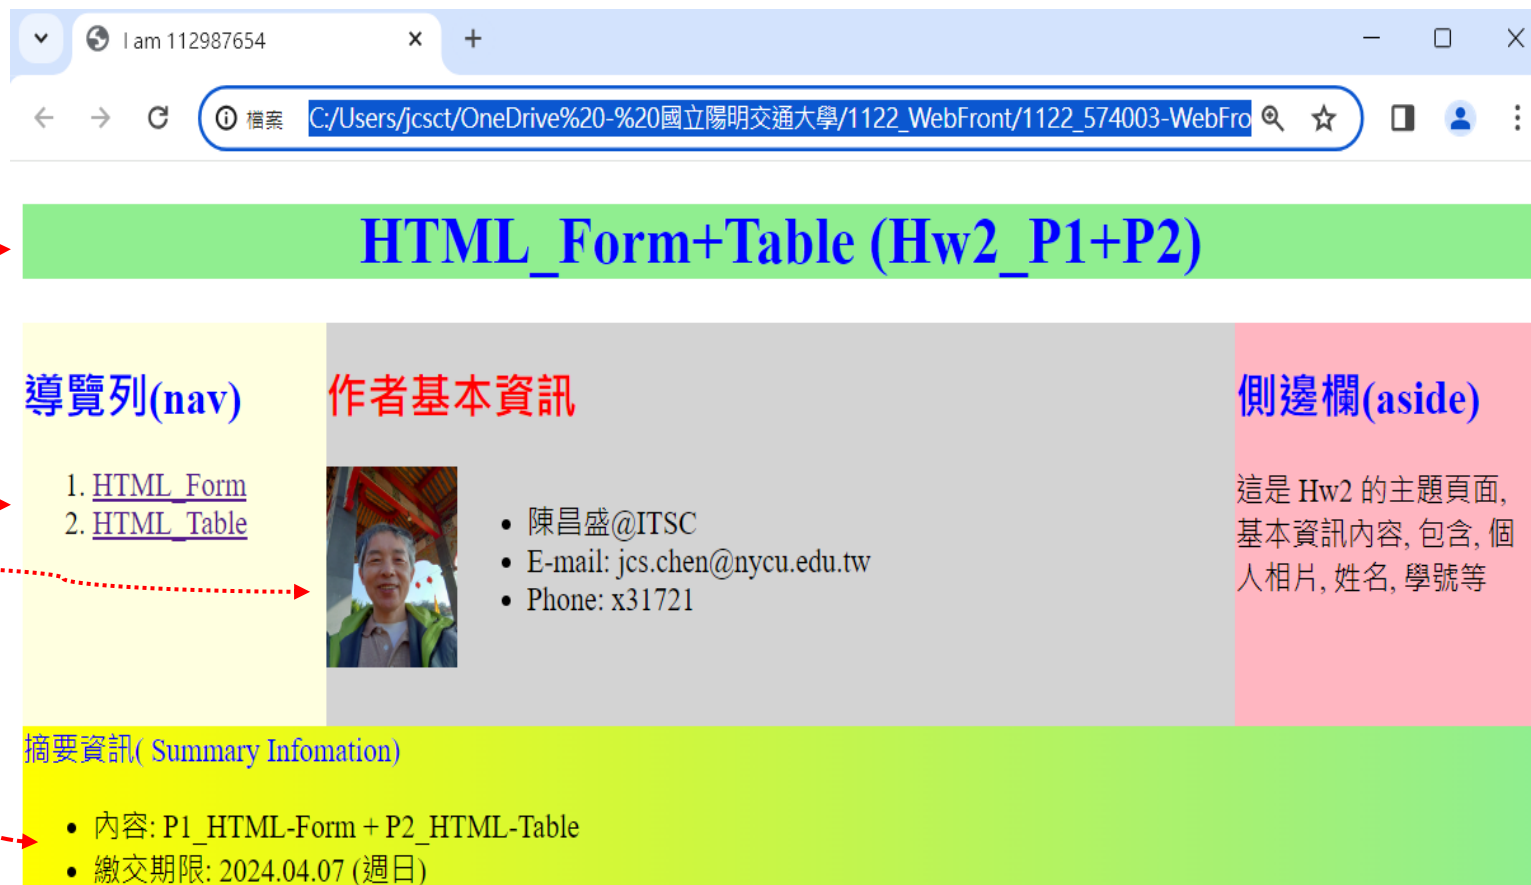 I am 112987654
檔案 C:/Users/jcsct/OneDrive%20-%20國立陽明交通大學/1122_WebFront/1122_574003-WebFro
HTML_Form+Table (Hw2_P1+P2)
導覽列(nav)
1. HTML_Form
2. HTML_Table
作者基本資訊
陳昌盛@ITSC
E-mail: jcs.chen@nycu.edu.tw
Phone: x31721
側邊欄(aside)
這是 Hw2 的主題頁面,
基本資訊內容, 包含, 個
人相片, 姓名, 學號等
摘要資訊( Summary Infomation)
內容: P1_HTML-Form + P2_HTML-Table
繳交期限: 2024.04.07 (週日)